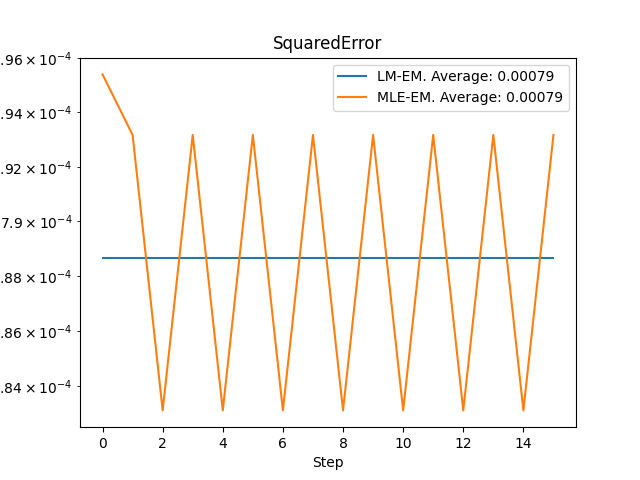 SquaredError
.96 × 10⁻⁴
.94 × 10⁻⁴
.92 × 10⁻⁴
7.9 × 10⁻⁴
.88 × 10⁻⁴
.86 × 10⁻⁴
.84 × 10⁻⁴
LM-EM. Average: 0.00079
MLE-EM. Average: 0.00079
0 2 4 6 8 10 12 14
Step